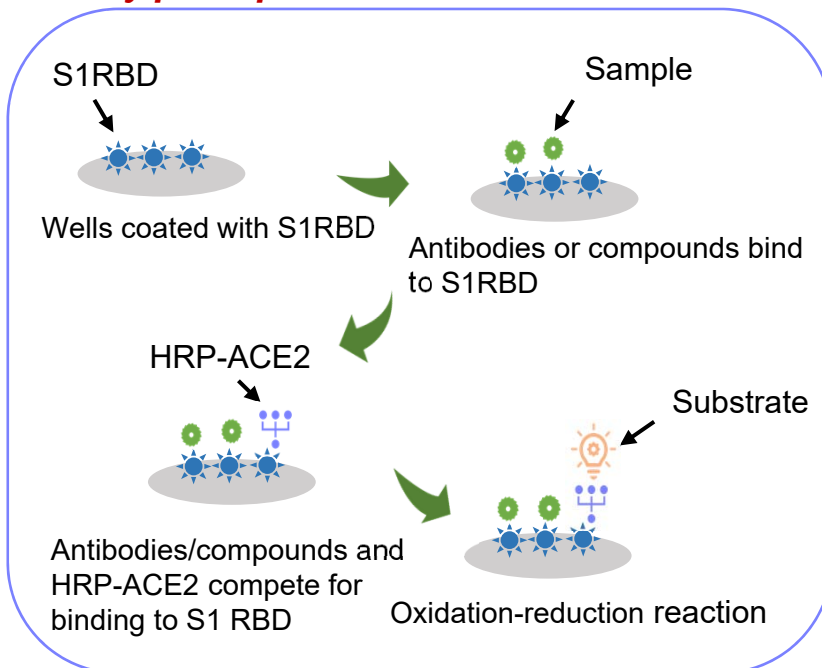 S1RBD
Sample
Wells coated with S1RBD
Antibodies or compounds bind
to S1RBD
HRP-ACE2
Substrate
Antibodies/compounds and
HRP-ACE2 compete for
binding to S1 RBD
Oxidation-reduction reaction